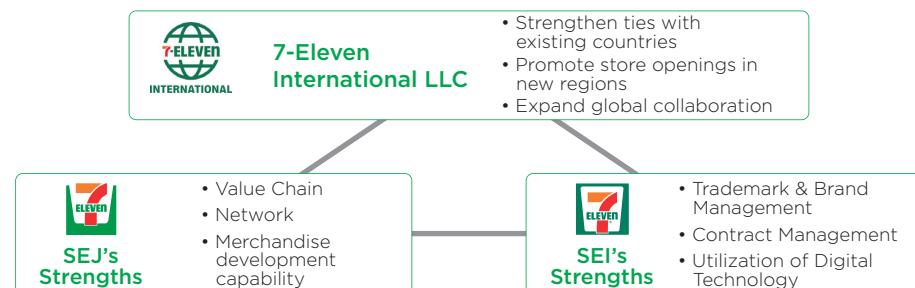 7-ELEVEN
INTERNATIONAL
7-Eleven
International LLC
• Strengthen ties with
existing countries
• Promote store openings in
new regions
• Expand global collaboration
7
ELEVEN
SEJ's
Strengths
• Value Chain
• Network
• Merchandise
development
capability
7
ELEVEN
SEI's
Strengths
• Trademark & Brand
Management
• Contract Management
• Utilization of Digital
Technology